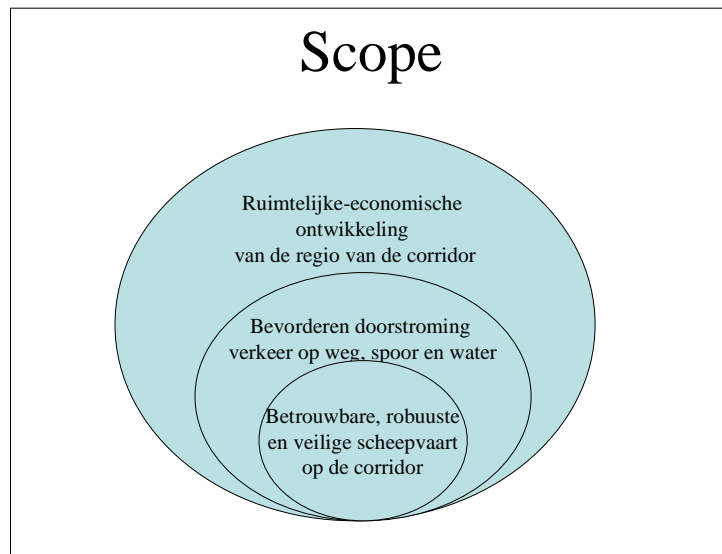 Scope
Ruimtelijke-economische
ontwikkeling
van de regio van de corridor
Bevorderen doorstroming
verkeer op weg, spoor en water
Betrouwbare, robuuste
en veilige scheepvaart
op de corridor